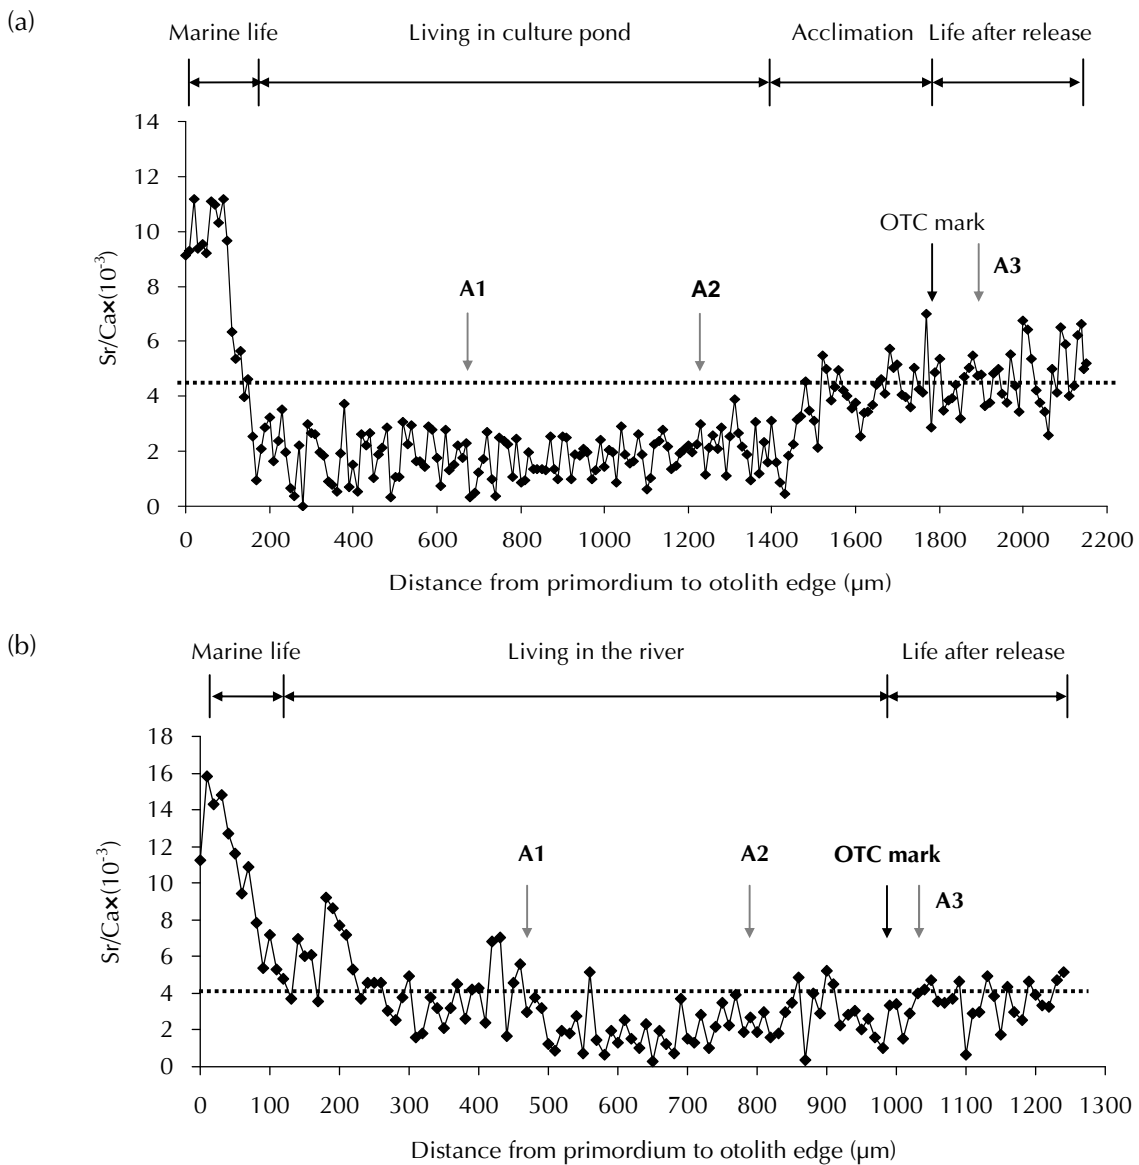 (a)
Marine life Living in culture pond Acclimation Life after release
14
12
10
8
6
4
2
0
Sr/Ca×(10-3)
OTC mark
A1 A2 A3
0 200 400 600 800 1000 1200 1400 1600 1800 2000 2200
Distance from primordium to otolith edge (μm)
(b)
Marine life Living in the river Life after release
18
16
14
12
10
8
6
4
2
0
Sr/Ca×(10-3)
A1 A2 OTC mark
A3
0 100 200 300 400 500 600 700 800 900 1000 1100 1200 1300
Distance from primordium to otolith edge (μm)